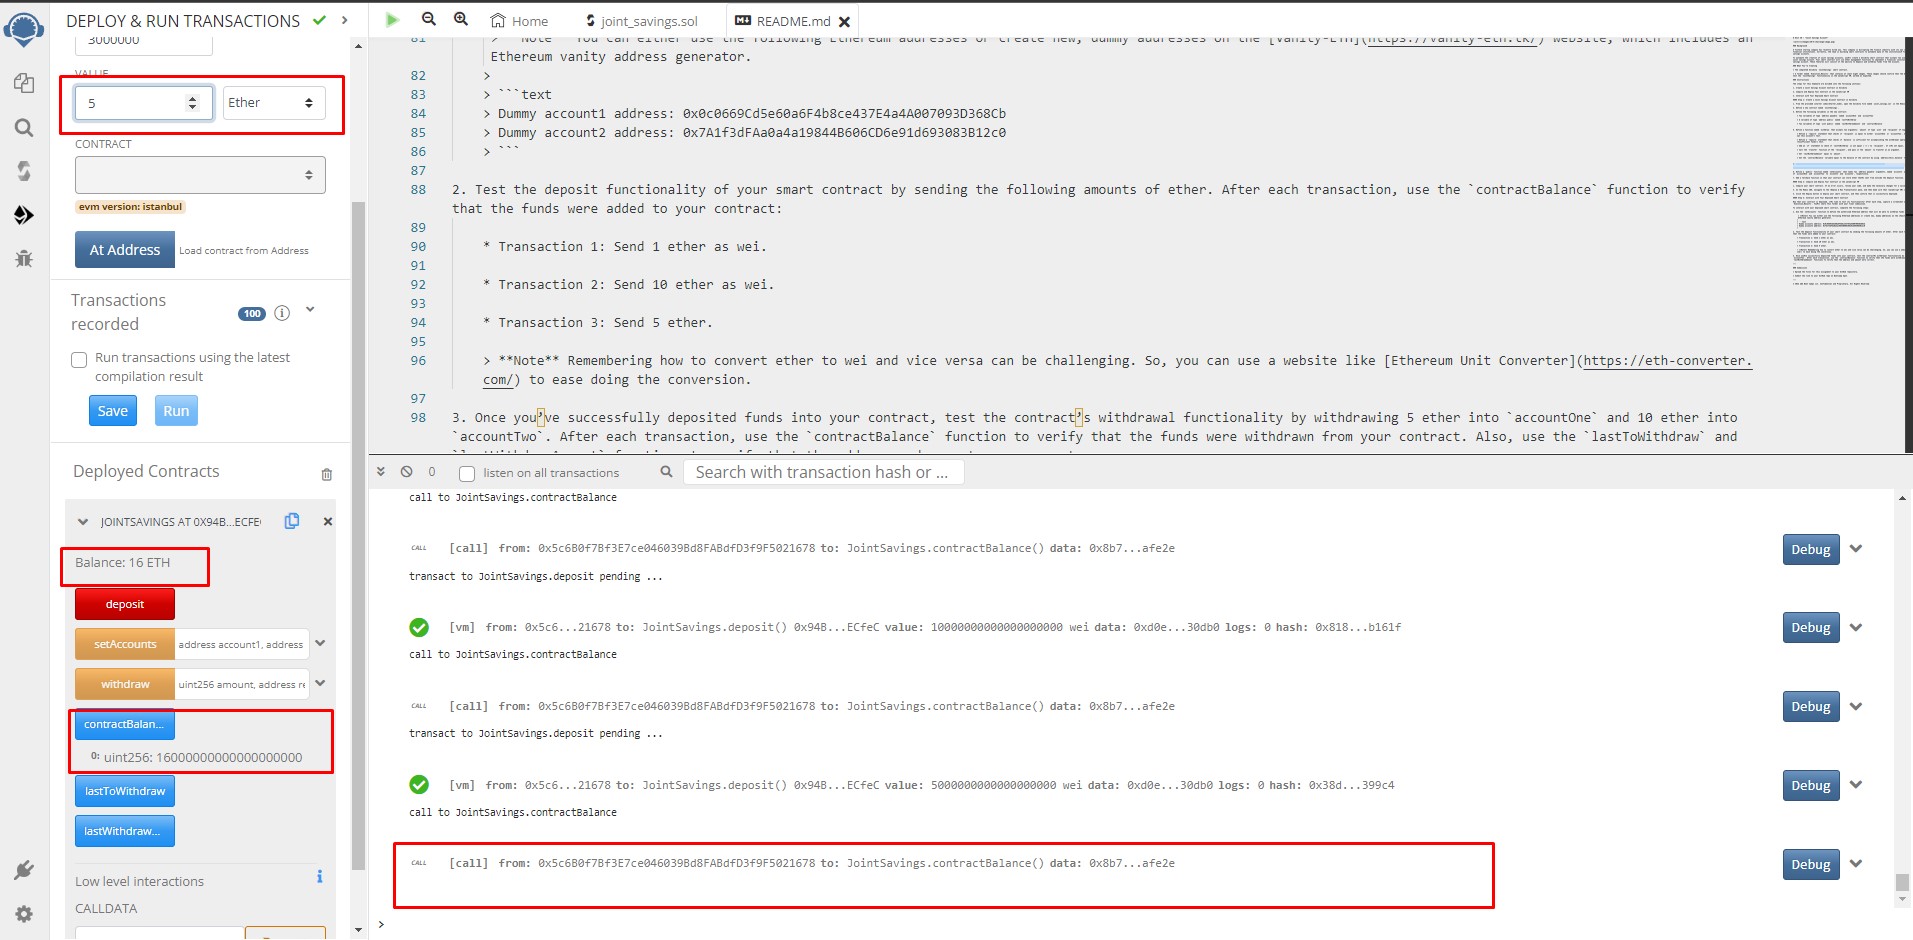 DEPLOY & RUN TRANSACTIONS
3000000
VALUE
5
Ether
CONTRACT
evm version: istanbul
At Address
Load contract from Address
Transactions
recorded
100
Run transactions using the latest
compilation result
Save
Run
Deployed Contracts
JOINTSAVINGS AT 0X94B...ECFE
Balance: 16 ETH
deposit
setAccounts
address account1, address
withdraw
uint256 amount, address re
contractBalan...
0: uint256: 16000000000000000000
lastToWithdraw
lastWithdraw...
Low level interactions
CALLDATA
Home
joint_savings.sol
README.md
81 > **Note** You can either use the following Ethereum addresses or create new, dummy addresses on the [Vanity-ETH](https://vanity-eth.tk/) website, which includes an
Ethereum vanity address generator.
82 >
83 > ```text
84 > Dummy account1 address: 0x0c0669Cd5e60a6F4b8ce437E4a4A007093D368Cb
85 > Dummy account2 address: 0x7A1f3dFAa0a4a19844B606CD6e91d693083B12c0
86 > ```
87
88 2. Test the deposit functionality of your smart contract by sending the following amounts of ether. After each transaction, use the `contractBalance` function to verify
that the funds were added to your contract:
89
90 * Transaction 1: Send 1 ether as wei.
91
92 * Transaction 2: Send 10 ether as wei.
93
94 * Transaction 3: Send 5 ether.
95
96 > **Note** Remembering how to convert ether to wei and vice versa can be challenging. So, you can use a website like [Ethereum Unit Converter](https://eth-converter.
com/) to ease doing the conversion.
97
98 3. Once you’ve successfully deposited funds into your contract, test the contract’s withdrawal functionality by withdrawing 5 ether into `accountOne` and 10 ether into
`accountTwo`. After each transaction, use the `contractBalance` function to verify that the funds were withdrawn from your contract. Also, use the `lastToWithdraw` and
0
listen on all transactions
Search with transaction hash or ...
call to JointSavings.contractBalance
CALL [call] from: 0x5c6B0f7Bf3E7ce046039Bd8FABdfD3f9F5021678 to: JointSavings.contractBalance() data: 0x8b7...afe2e
Debug
transact to JointSavings.deposit pending ...
[vm] from: 0x5c6...21678 to: JointSavings.deposit() 0x94B...ECfeC value: 10000000000000000000 wei data: 0xd0e...30db0 logs: 0 hash: 0x818...b161f
Debug
call to JointSavings.contractBalance
CALL [call] from: 0x5c6B0f7Bf3E7ce046039Bd8FABdfD3f9F5021678 to: JointSavings.contractBalance() data: 0x8b7...afe2e
Debug
transact to JointSavings.deposit pending ...
[vm] from: 0x5c6...21678 to: JointSavings.deposit() 0x94B...ECfeC value: 5000000000000000000 wei data: 0xd0e...30db0 logs: 0 hash: 0x38d...399c4
Debug
call to JointSavings.contractBalance
CALL [call] from: 0x5c6B0f7Bf3E7ce046039Bd8FABdfD3f9F5021678 to: JointSavings.contractBalance() data: 0x8b7...afe2e
Debug
>